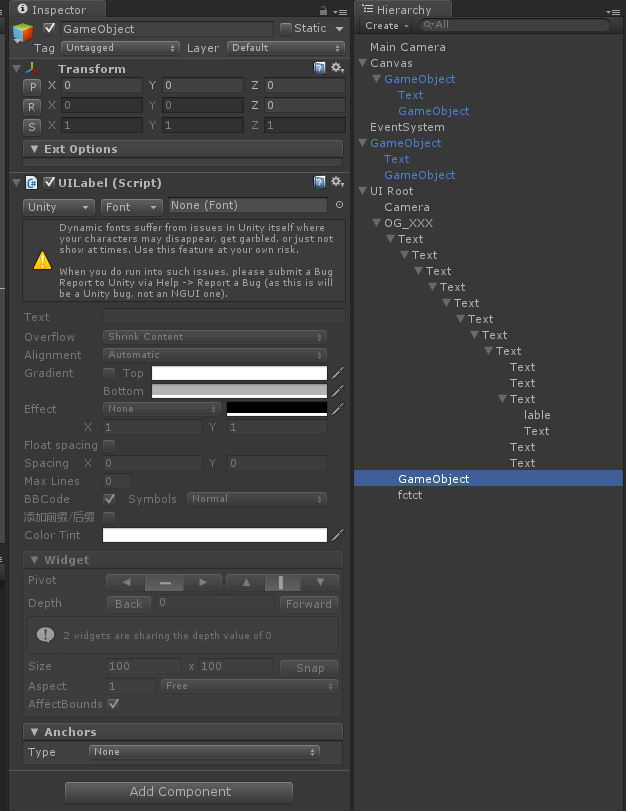 Inspector
GameObject
Static
Tag Untagged Layer Default
Transform
P X 0 Y 0 Z 0
R X 0 Y 0 Z 0
S X 1 Y 1 Z 1
Ext Options
UILabel (Script)
Unity Font None (Font)
Dynamic fonts suffer from issues in Unity itself where
your characters may disappear, get garbled, or just not
show at times. Use this feature at your own risk.
When you do run into such issues, please submit a Bug
Report to Unity via Help -> Report a Bug (as this is will
be a Unity bug, not an NGUI one).
Text
Overflow Shrink Content
Alignment Automatic
Gradient Top
Bottom
Effect None
X 1 Y 1
Float spacing
Spacing X 0 Y 0
Max Lines 0
BBCode Symbols Normal
添加前缀/后缀
Color Tint
Widget
Pivot
Depth Back 0 Forward
2 widgets are sharing the depth value of 0
Size 100 x 100 Snap
Aspect 1 Free
AffectBounds
Anchors
Type None
Add Component
Hierarchy
Create All
Main Camera
Canvas
GameObject
Text
GameObject
EventSystem
GameObject
Text
GameObject
UI Root
Camera
OG_XXX
Text
Text
Text
Text
Text
Text
Text
Text
Text
Text
Text
lable
Text
Text
Text
GameObject
fctct